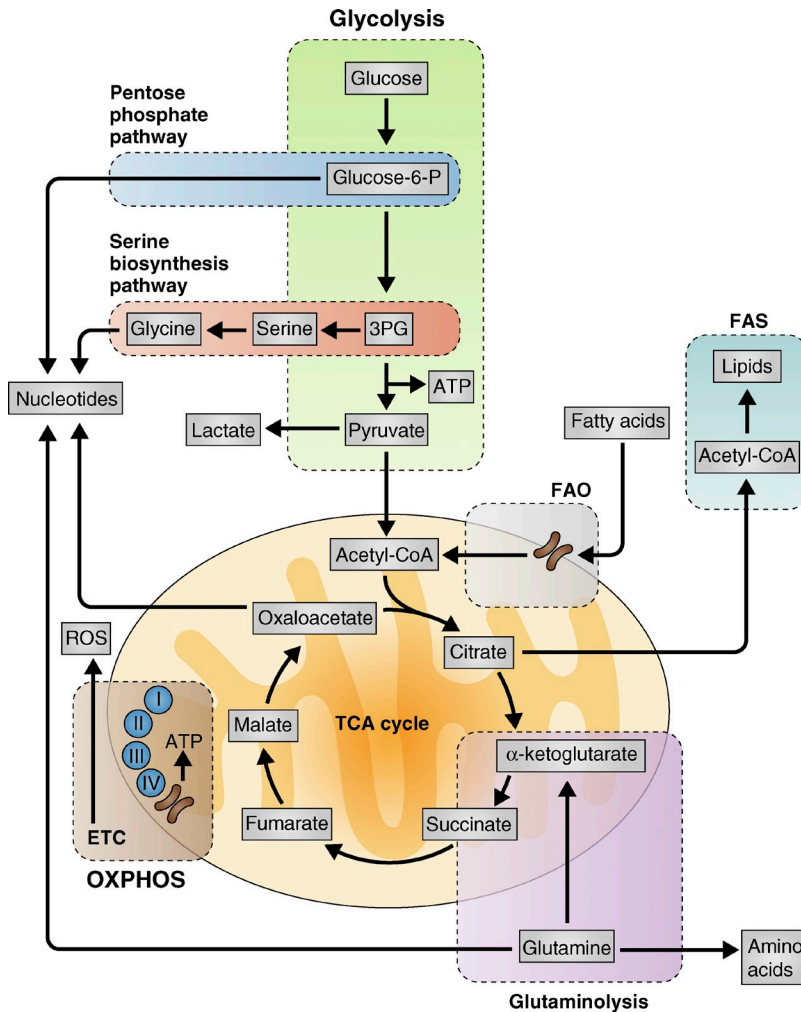 Glycolysis
Glucose
Pentose
phosphate
pathway
Glucose-6-P
Serine
biosynthesis
pathway
Glycine
Serine
3PG
FAS
Lipids
ATP
Nucleotides
Lactate
Pyruvate
Fatty acids
Acetyl-CoA
FAO
Acetyl-CoA
Oxaloacetate
ROS
Citrate
I
II
III
IV
ATP
Malate
TCA cycle
α-ketoglutarate
Fumarate
Succinate
ETC
OXPHOS
Glutamine
Amino
acids
Glutaminolysis